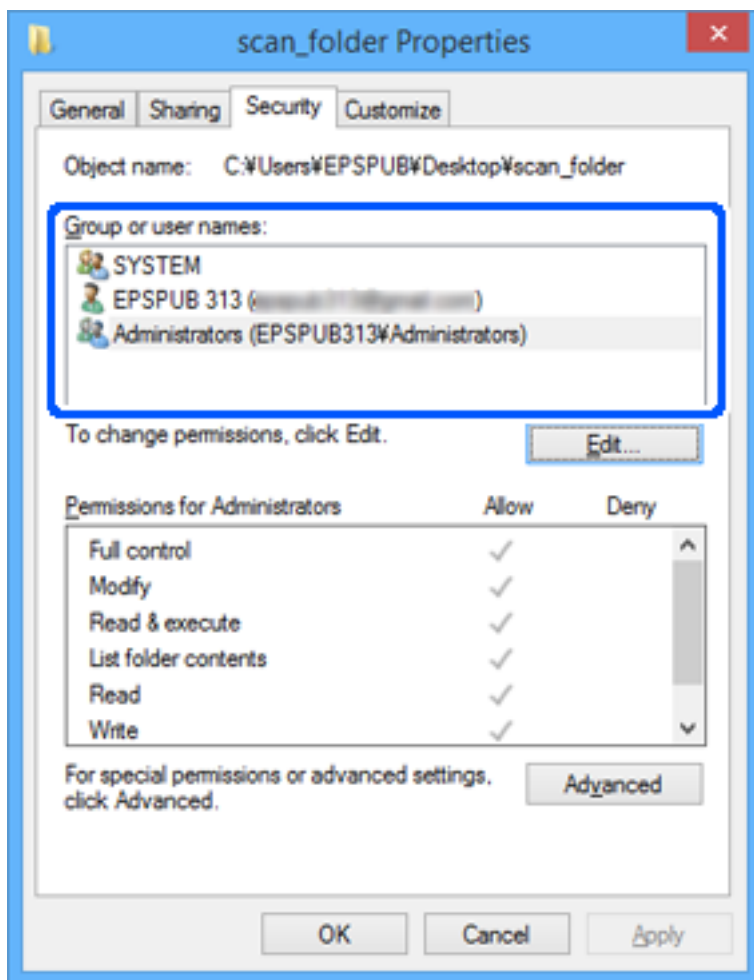 scan_folder Properties
General Sharing Security Customize
Object name: C:¥Users¥EPSPUB¥Desktop¥scan_folder
Group or user names:
SYSTEM
EPSPUB 313 ( )
Administrators (EPSPUB313¥Administrators)
To change permissions, click Edit.
Edit...
Permissions for Administrators Allow Deny
Full control
Modify
Read & execute
List folder contents
Read
Write
For special permissions or advanced settings,
click Advanced.
Advanced
OK Cancel Apply